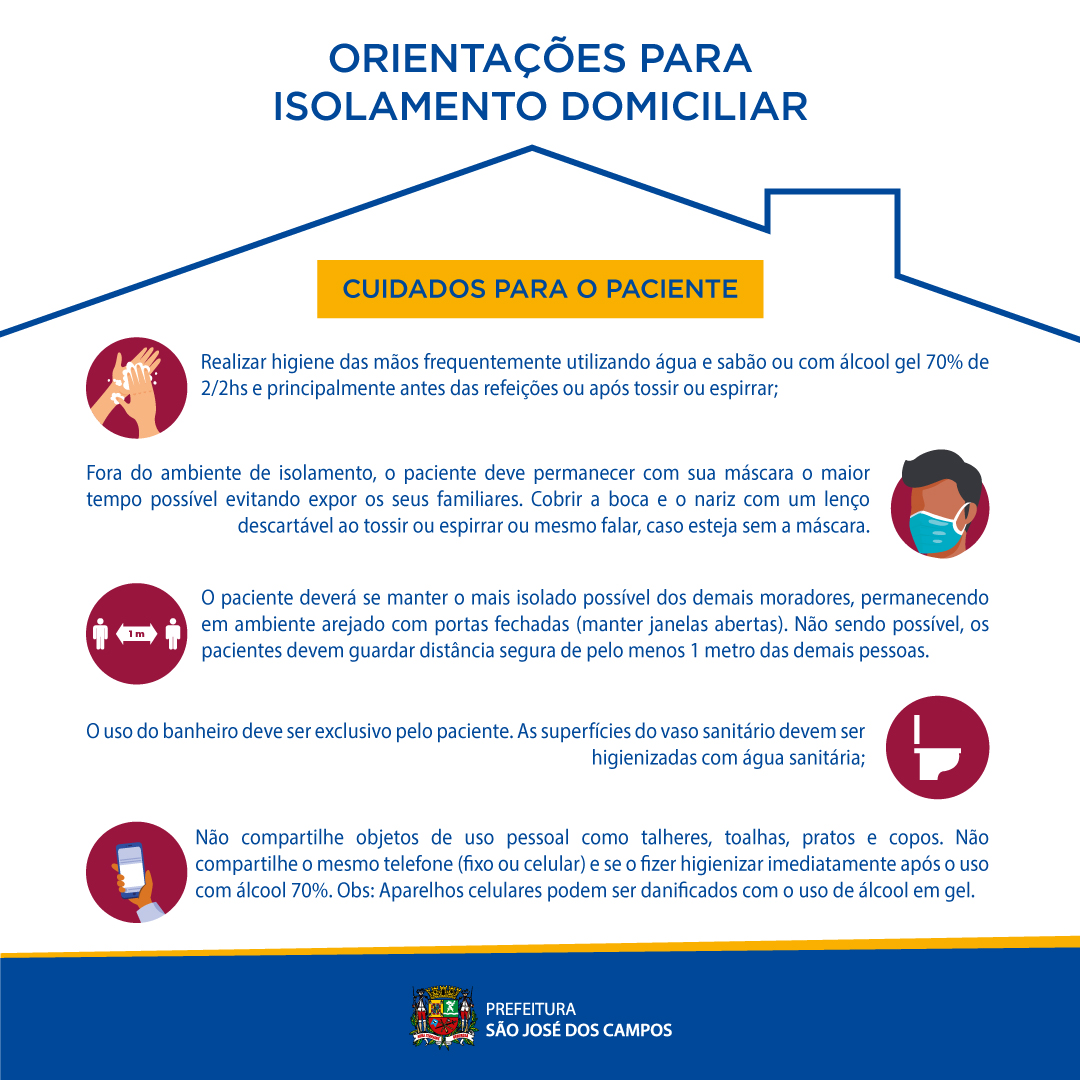 ORIENTAÇÕES PARA
ISOLAMENTO DOMICILIAR
CUIDADOS PARA O PACIENTE
Realizar higiene das mãos frequentemente utilizando água e sabão ou com álcool gel 70% de
2/2hs e principalmente antes das refeições ou após tossir ou espirrar;
Fora do ambiente de isolamento, o paciente deve permanecer com sua máscara o maior
tempo possível evitando expor os seus familiares. Cobrir a boca e o nariz com um lenço
descartável ao tossir ou espirrar ou mesmo falar, caso esteja sem a máscara.
1 m
O paciente deverá se manter o mais isolado possível dos demais moradores, permanecendo
em ambiente arejado com portas fechadas (manter janelas abertas). Não sendo possível, os
pacientes devem guardar distância segura de pelo menos 1 metro das demais pessoas.
O uso do banheiro deve ser exclusivo pelo paciente. As superfícies do vaso sanitário devem ser
higienizadas com água sanitária;
Não compartilhe objetos de uso pessoal como talheres, toalhas, pratos e copos. Não
compartilhe o mesmo telefone (fixo ou celular) e se o fizer higienizar imediatamente após o uso
com álcool 70%. Obs: Aparelhos celulares podem ser danificados com o uso de álcool em gel.
PREFEITURA
SÃO JOSÉ DOS CAMPOS